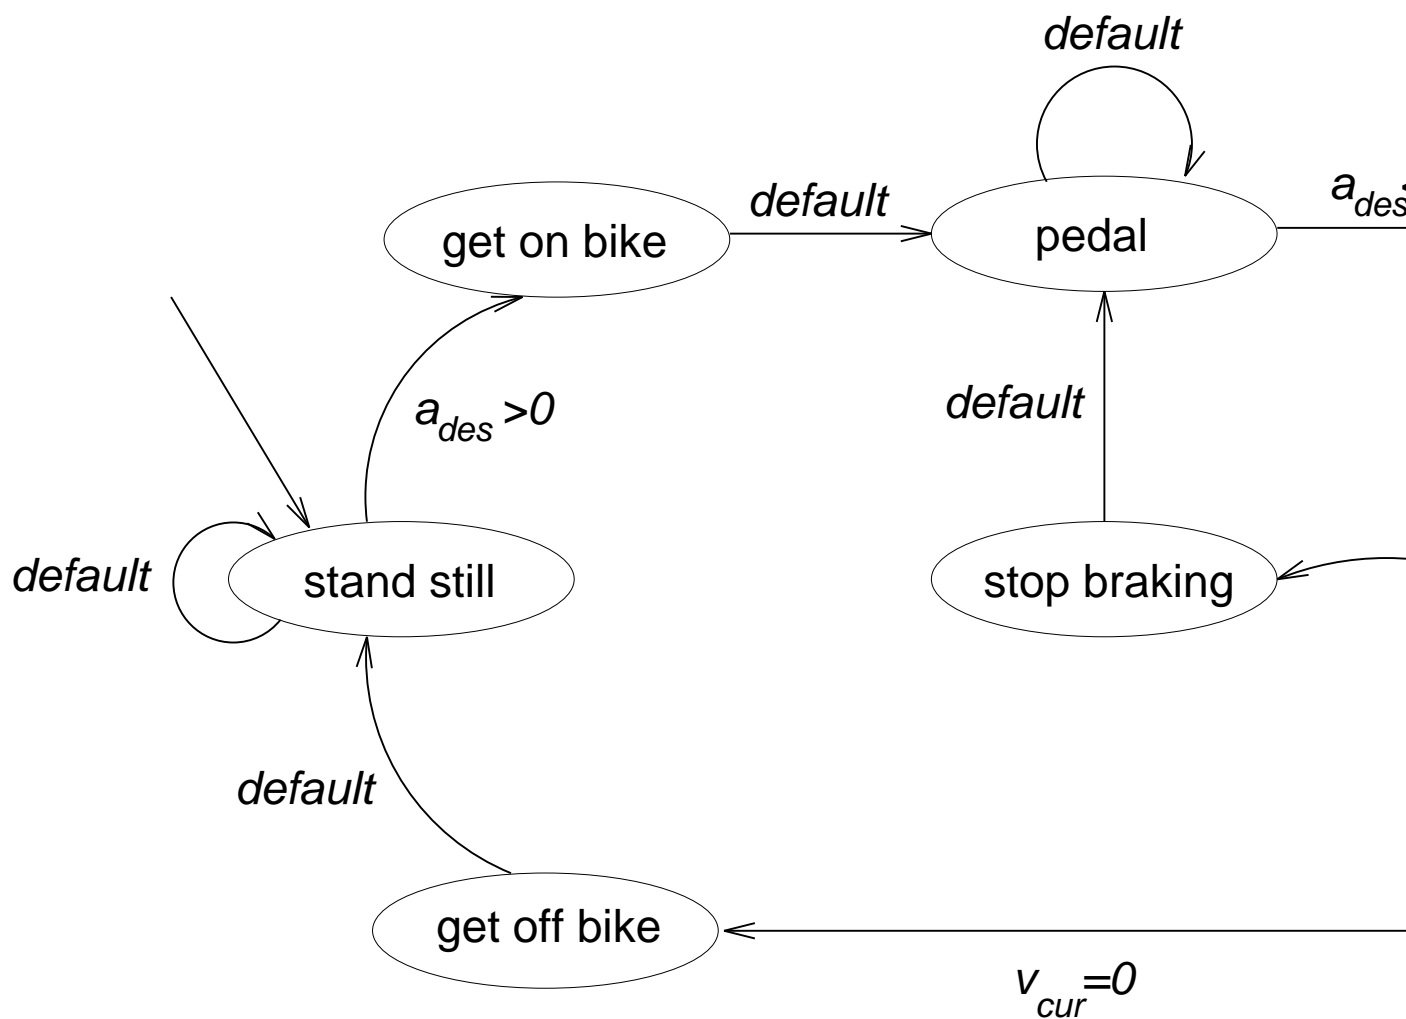 default
a_des
default
get on bike
pedal
a_des >0
default
default
stand still
stop braking
default
get off bike
v_cur=0